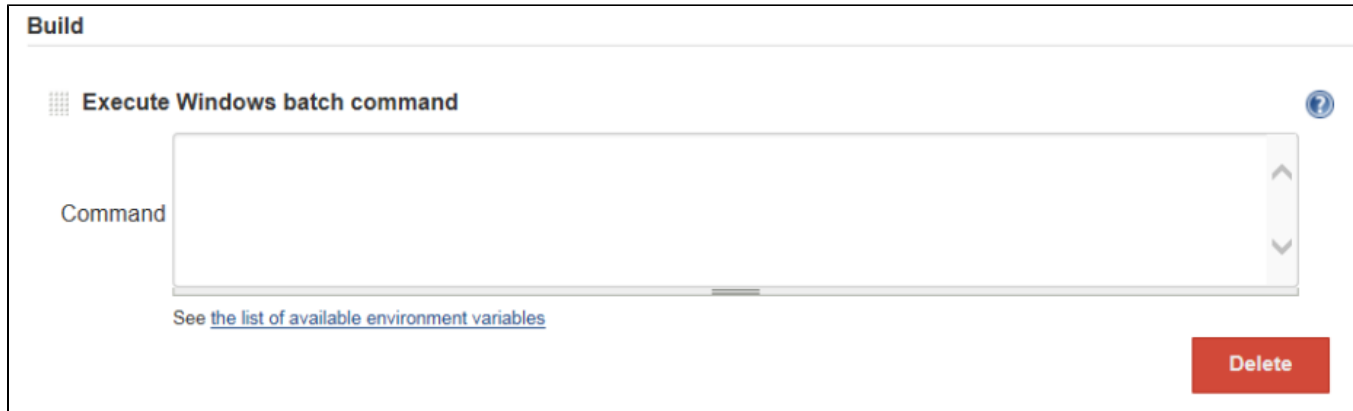 Build
Execute Windows batch command
?
Command
See the list of available environment variables
Delete